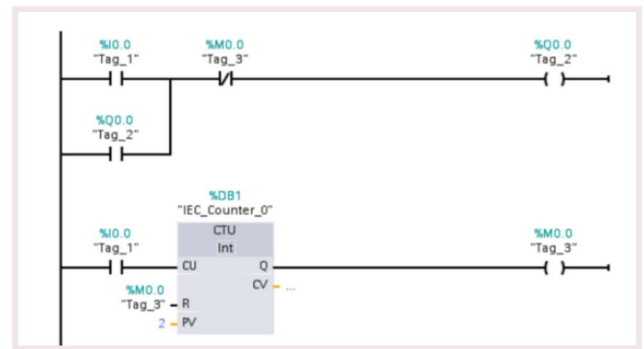 %I0.0 %M0.0 %Q0.0
"Tag_1" "Tag_3" "Tag_2"
%Q0.0
"Tag_2"
%DB1
"IEC_Counter_0"
%I0.0 CTU %M0.0
"Tag_1" Int "Tag_3"
CU Q
%M0.0 CV ...
"Tag_3" R
2 PV